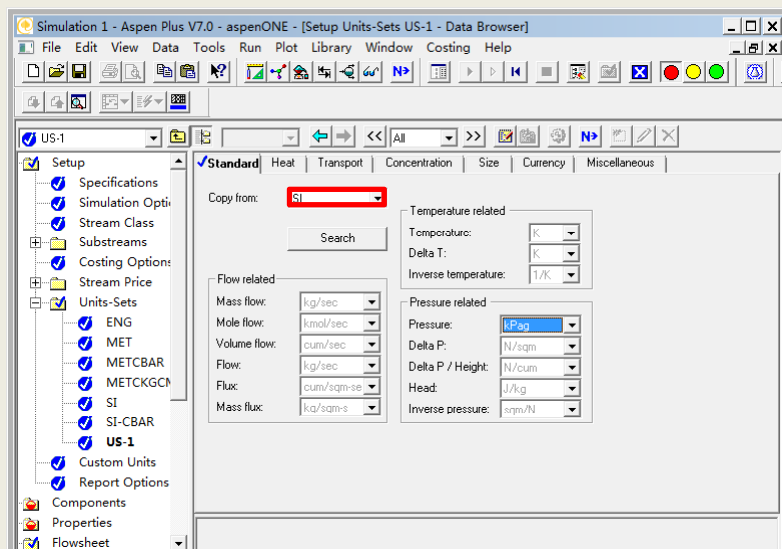 Simulation 1 - Aspen Plus V7.0 - aspenONE - [Setup Units-Sets US-1 - Data Browser]
File Edit View Data Tools Run Plot Library Window Costing Help
N>
US-1
All
N>
Setup
Specifications
Simulation Optio
Stream Class
Substreams
Costing Options
Stream Price
Units-Sets
ENG
MET
METCBAR
METCKGCM
SI
SI-CBAR
US-1
Custom Units
Report Options
Components
Properties
Flowsheet
Standard Heat Transport Concentration Size Currency Miscellaneous
Copy from: SI
Search
Flow related
Mass flow: kg/sec
Mole flow: kmol/sec
Volume flow: cum/sec
Flow: kg/sec
Flux: cum/sqm-se
Mass flux: kg/sqm-s
Temperature related
Temperature: K
Delta T: K
Inverse temperature: 1/K
Pressure related
Pressure: kPag
Delta P: N/sqm
Delta P / Height: N/cum
Head: J/kg
Inverse pressure: sqm/N